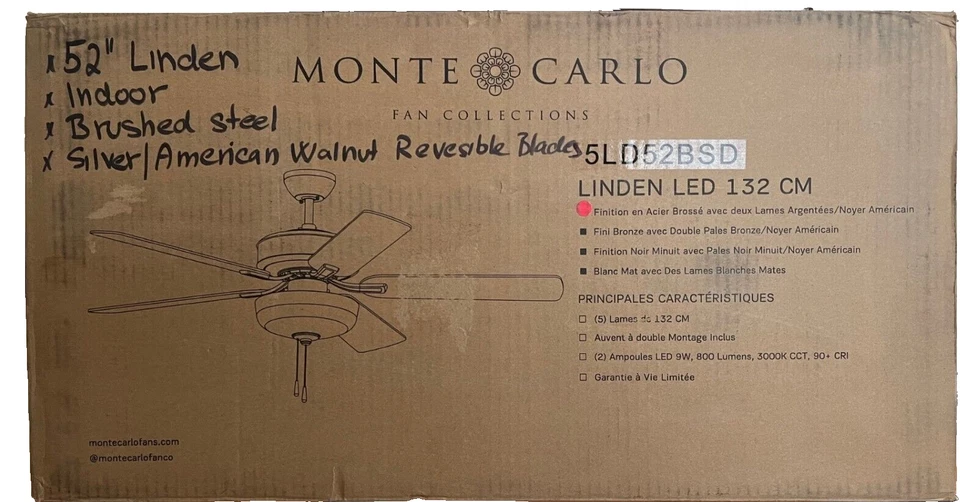 x 52" Linden
x Indoor
x Brushed steel
x Silver/American Walnut Revesible Blades
MONTE CARLO
FAN COLLECTIONS
5LD52BSD
LINDEN LED 132 CM
Finition en Acier Brossé avec deux Lames Argentées/Noyer Américain
Fini Bronze avec Double Pales Bronze/Noyer Américain
Finition Noir Minuit avec Pales Noir Minuit/Noyer Américain
Blanc Mat avec Des Lames Blanches Mates
PRINCIPALES CARACTÉRISTIQUES
(5) Lames de 132 CM
Auvent à double Montage Inclus
(2) Ampoules LED 9W, 800 Lumens, 3000K CCT, 90+ CRI
Garantie à Vie Limitée
montecarlofans.com
@montecarlofanco